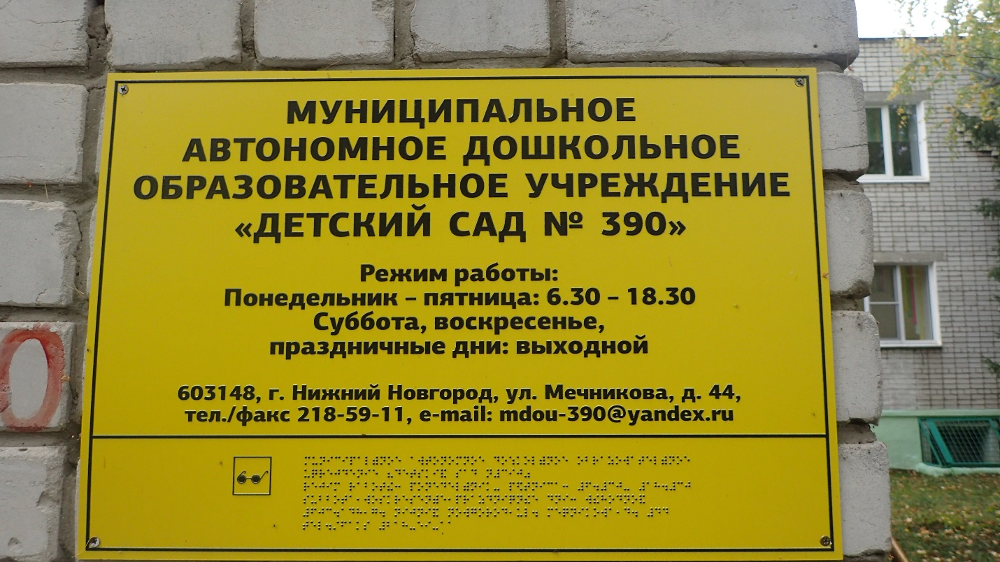 МУНИЦИПАЛЬНОЕ
АВТОНОМНОЕ ДОШКОЛЬНОЕ
ОБРАЗОВАТЕЛЬНОЕ УЧРЕЖДЕНИЕ
«ДЕТСКИЙ САД № 390»
Режим работы:
Понедельник – пятница: 6.30 – 18.30
Суббота, воскресенье,
праздничные дни: выходной
603148, г. Нижний Новгород, ул. Мечникова, д. 44,
тел./факс 218-59-11, e-mail: mdou-390@yandex.ru